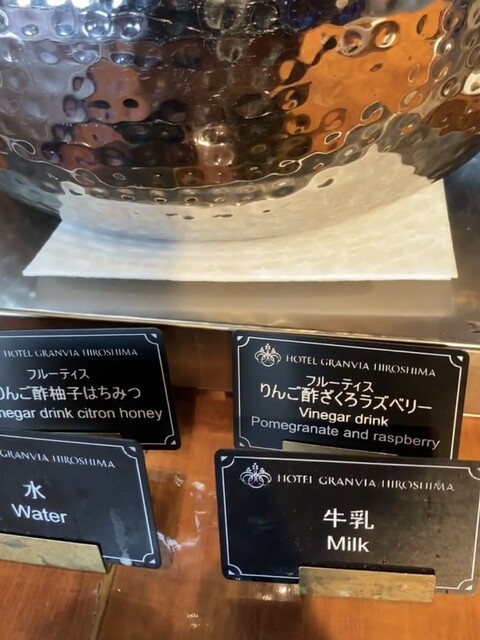 HOTEL GRANVIA HIROSHIMA
フルーティス
りんご酢柚子はちみつ
negar drink citron honey
HOTEL GRANVIA HIROSHIMA
フルーティス
りんご酢ざくろラズベリー
Vinegar drink
Pomegranate and raspberry
GRANVIA HIROSHIMA
水
Water
HOTEL GRANVIA HIROSHIMA
牛乳
Milk